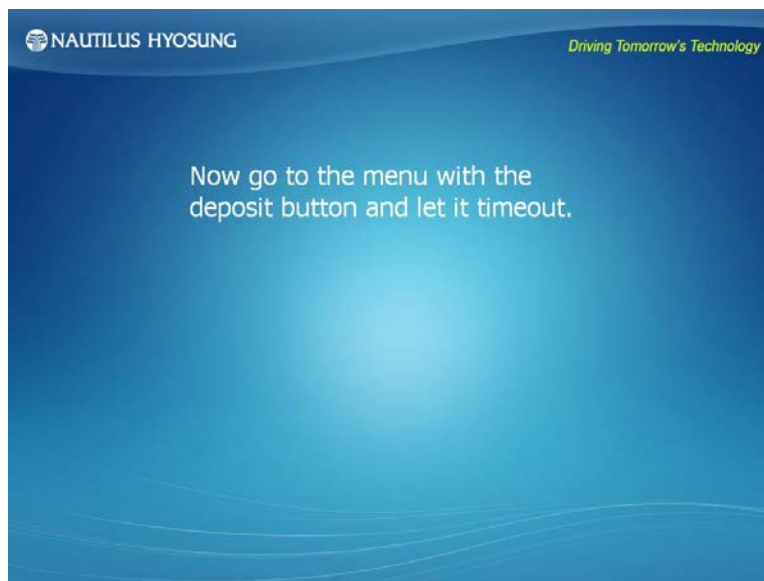 NAUTILUS HYOSUNG
Driving Tomorrow's Technology
Now go to the menu with the
deposit button and let it timeout.